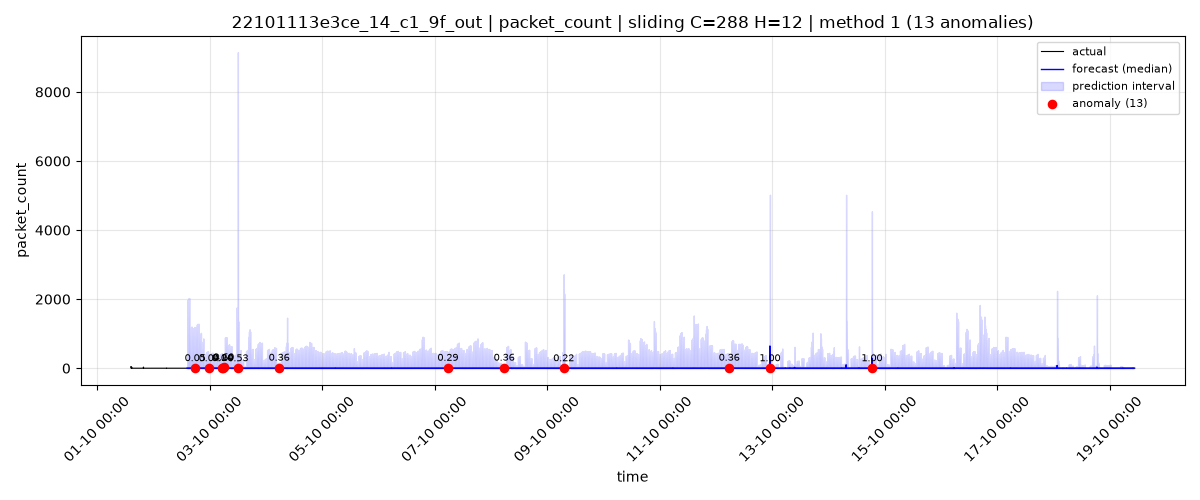 22101113e3ce_14_c1_9f_out | packet_count | sliding C=288 H=12 | method 1 (13 anomalies)
actual
forecast (median)
prediction interval
anomaly (13)
packet_count
8000
6000
4000
2000
0
0.53 0.36 0.29 0.36 0.22 0.36 1.00 1.00
01-10 00:00 03-10 00:00 05-10 00:00 07-10 00:00 09-10 00:00 11-10 00:00 13-10 00:00 15-10 00:00 17-10 00:00 19-10 00:00
time